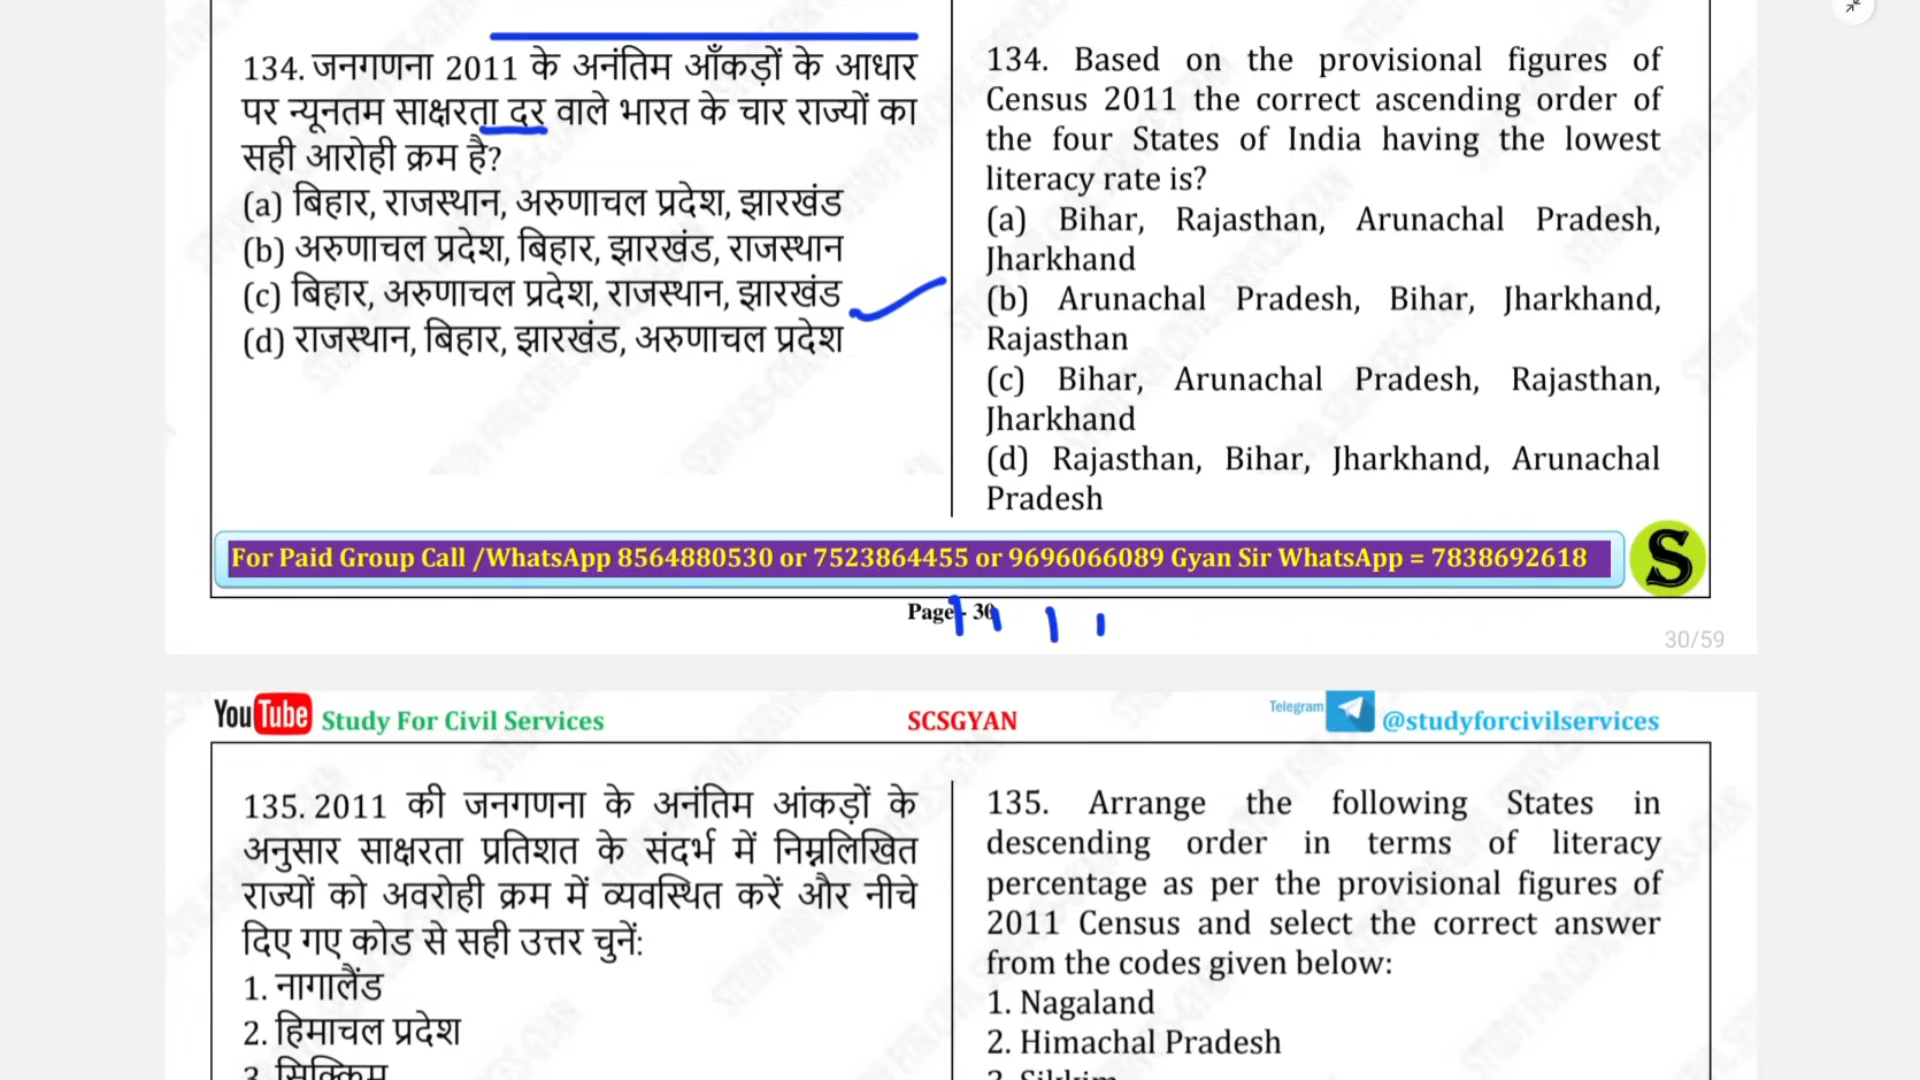 134. जनगणना 2011 के अनंतिम आँकड़ों के आधार
पर न्यूनतम साक्षरता दर वाले भारत के चार राज्यों का
सही आरोही क्रम है?
(a) बिहार, राजस्थान, अरुणाचल प्रदेश, झारखंड
(b) अरुणाचल प्रदेश, बिहार, झारखंड, राजस्थान
(c) बिहार, अरुणाचल प्रदेश, राजस्थान, झारखंड
(d) राजस्थान, बिहार, झारखंड, अरुणाचल प्रदेश
134. Based on the provisional figures of
Census 2011 the correct ascending order of
the four States of India having the lowest
literacy rate is?
(a) Bihar, Rajasthan, Arunachal Pradesh,
Jharkhand
(b) Arunachal Pradesh, Bihar, Jharkhand,
Rajasthan
(c) Bihar, Arunachal Pradesh, Rajasthan,
Jharkhand
(d) Rajasthan, Bihar, Jharkhand, Arunachal
Pradesh
For Paid Group Call /WhatsApp 8564880530 or 7523864455 or 9696066089 Gyan Sir WhatsApp = 7838692618
S
Page - 30
30/59
YouTube Study For Civil Services
SCSGYAN
Telegram @studyforcivilservices
135. 2011 की जनगणना के अनंतिम आंकड़ों के
अनुसार साक्षरता प्रतिशत के संदर्भ में निम्नलिखित
राज्यों को अवरोही क्रम में व्यवस्थित करें और नीचे
दिए गए कोड से सही उत्तर चुनें:
1. नागालैंड
2. हिमाचल प्रदेश
3. सिक्किम
135. Arrange the following States in
descending order in terms of literacy
percentage as per the provisional figures of
2011 Census and select the correct answer
from the codes given below:
1. Nagaland
2. Himachal Pradesh
3. Sikkim